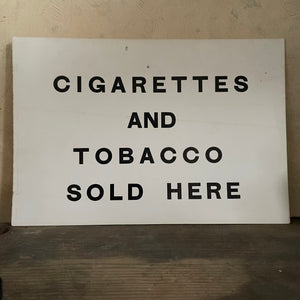 CIGARETTES
AND
TOBACCO
SOLD HERE